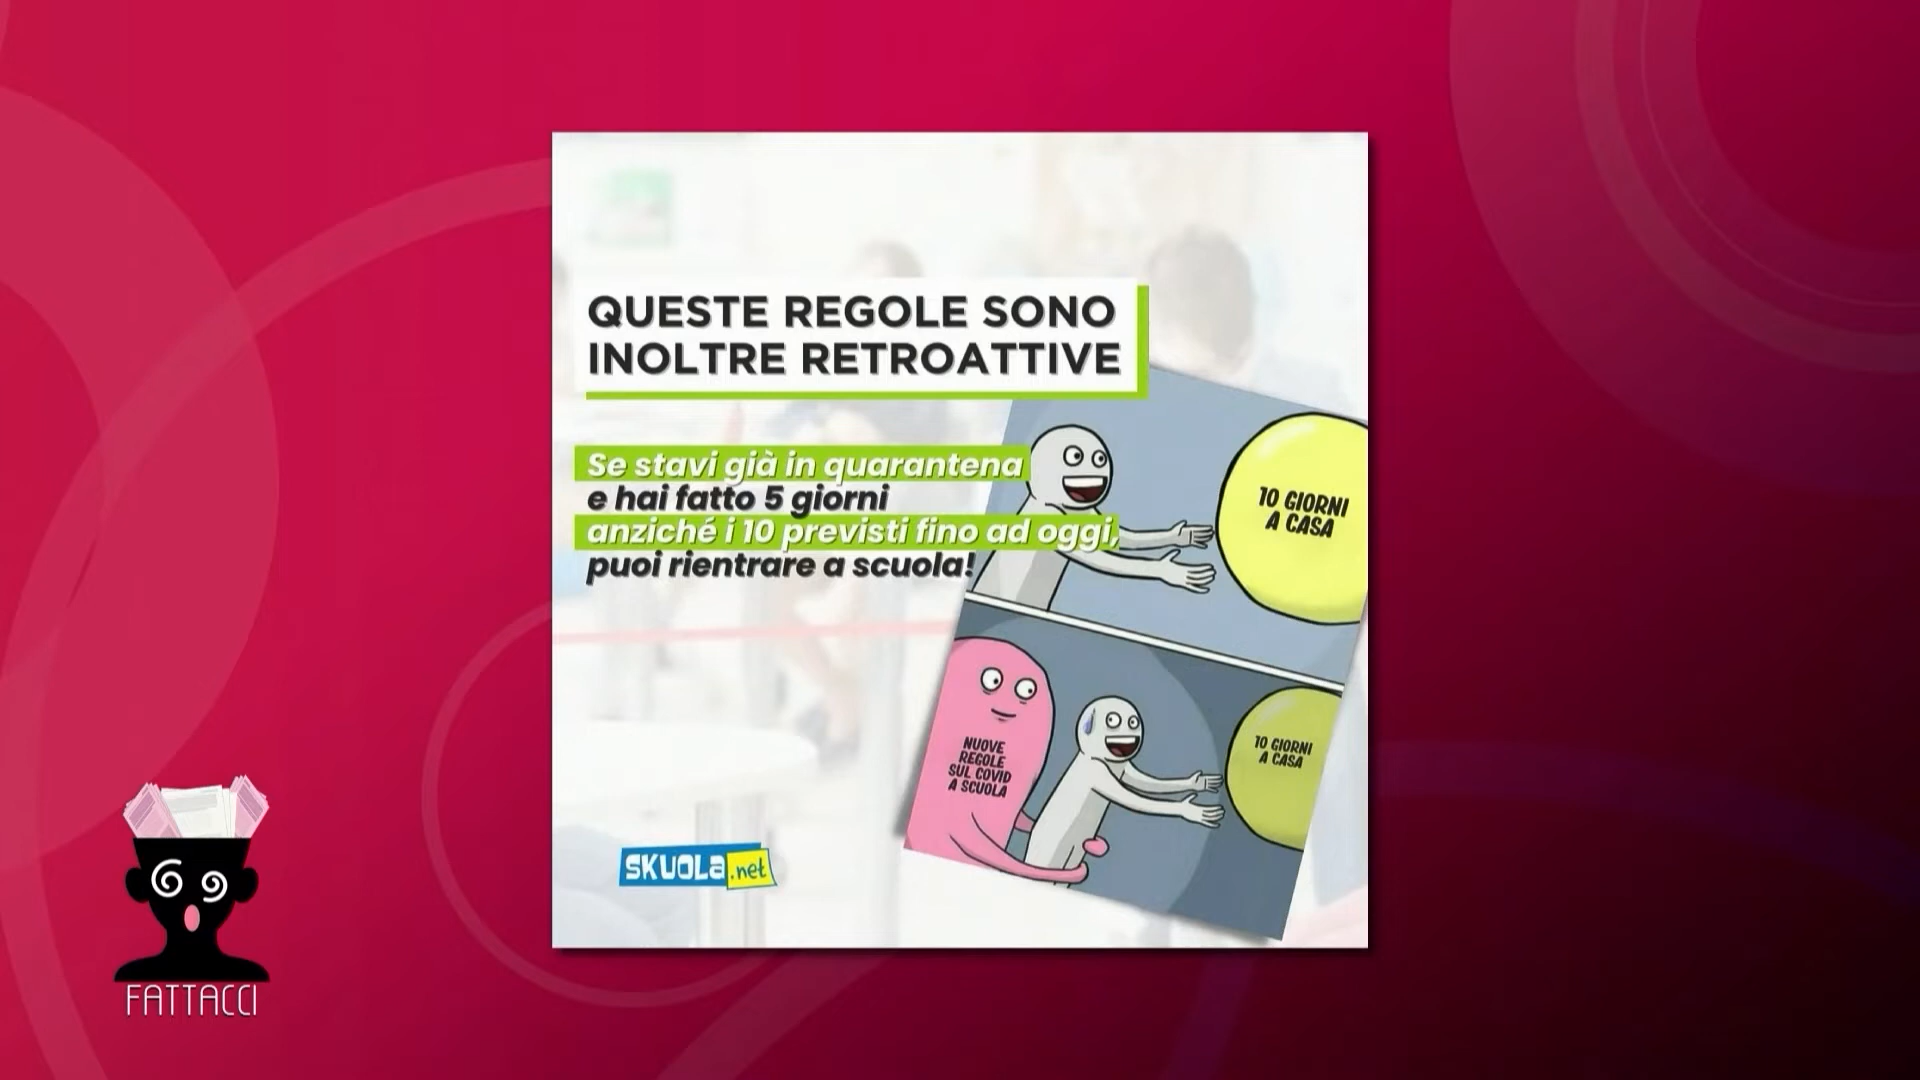 QUESTE REGOLE SONO
INOLTRE RETROATTIVE
Se stavi già in quarantena
e hai fatto 5 giorni
anziché i 10 previsti fino ad oggi,
puoi rientrare a scuola!
10 GIORNI
A CASA
NUOVE
REGOLE
SUL COVID
A SCUOLA
10 GIORNI
A CASA
SKUOLA.net
FATTACCI